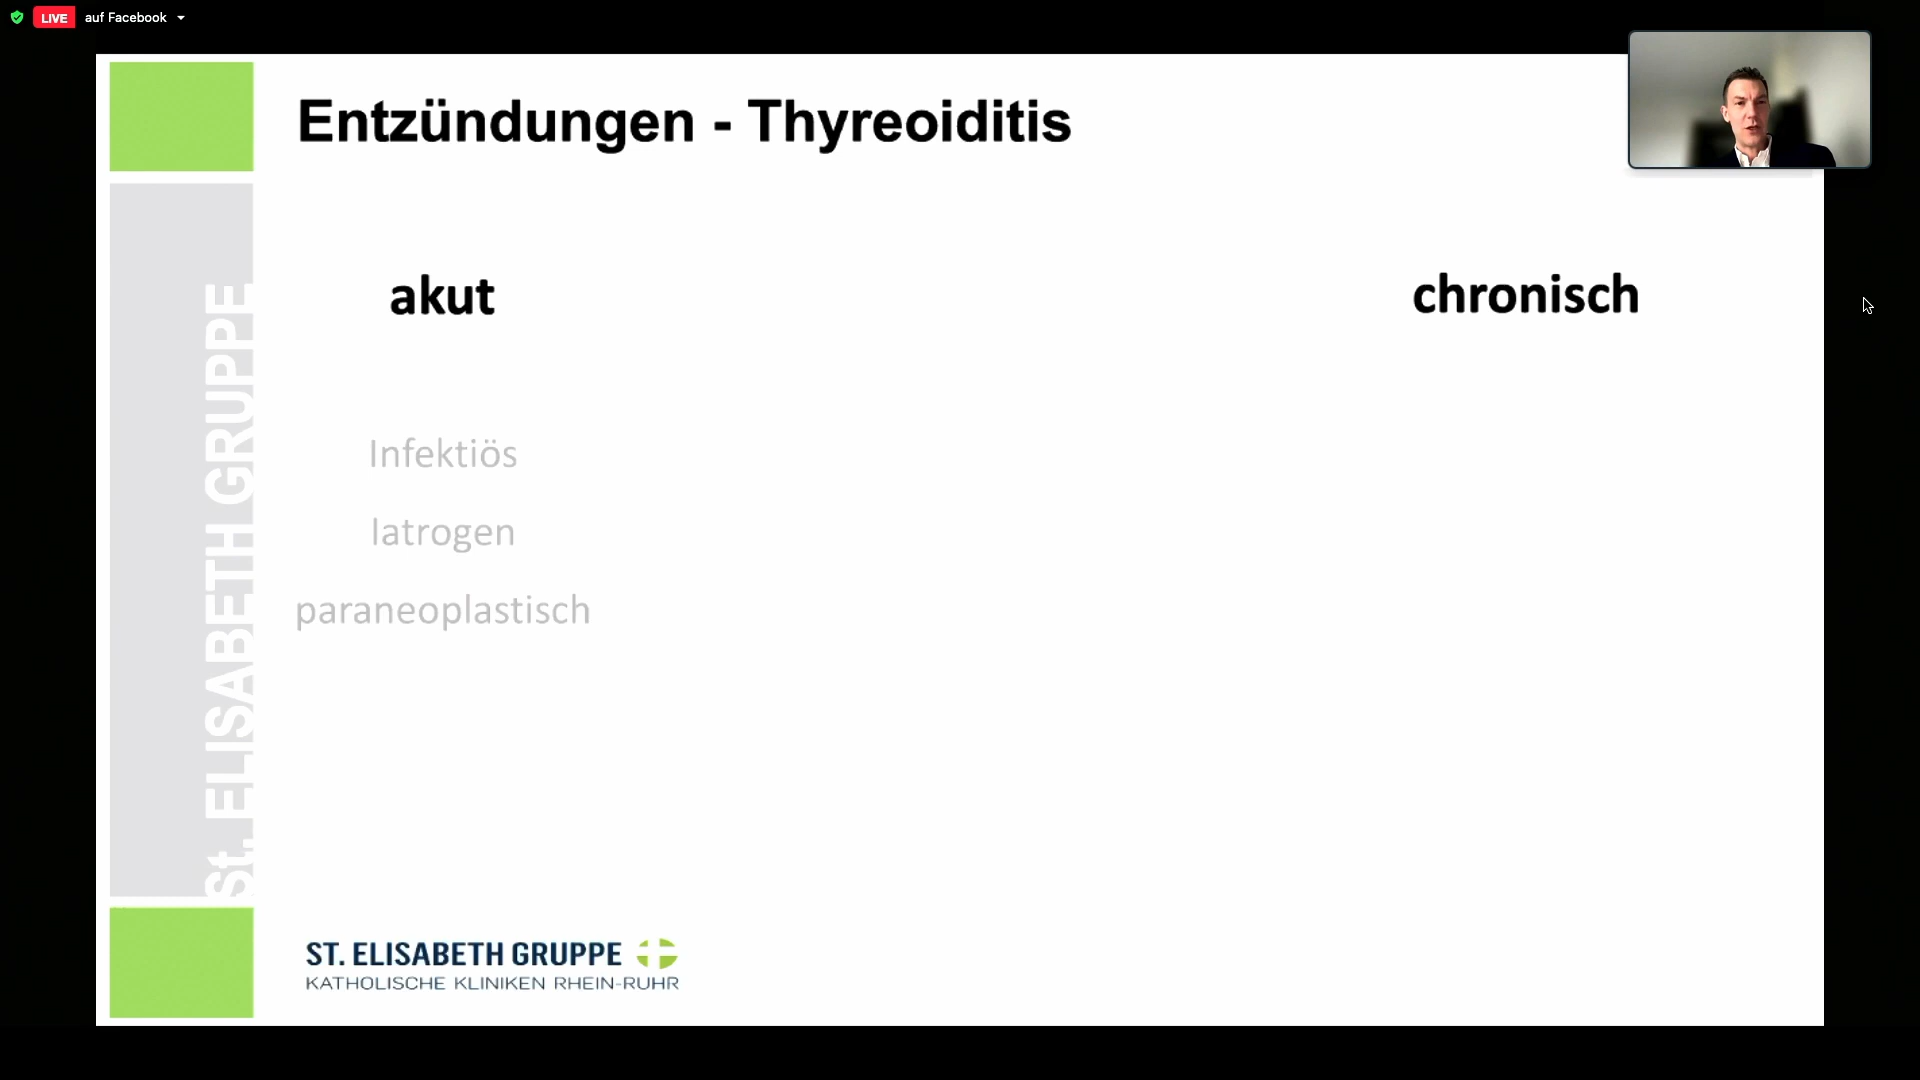 LIVE auf Facebook
Entzündungen - Thyreoiditis
akut
chronisch
Infektiös
Iatrogen
paraneoplastisch
St. ELISABETH GRUPPE
ST. ELISABETH GRUPPE
KATHOLISCHE KLINIKEN RHEIN-RUHR